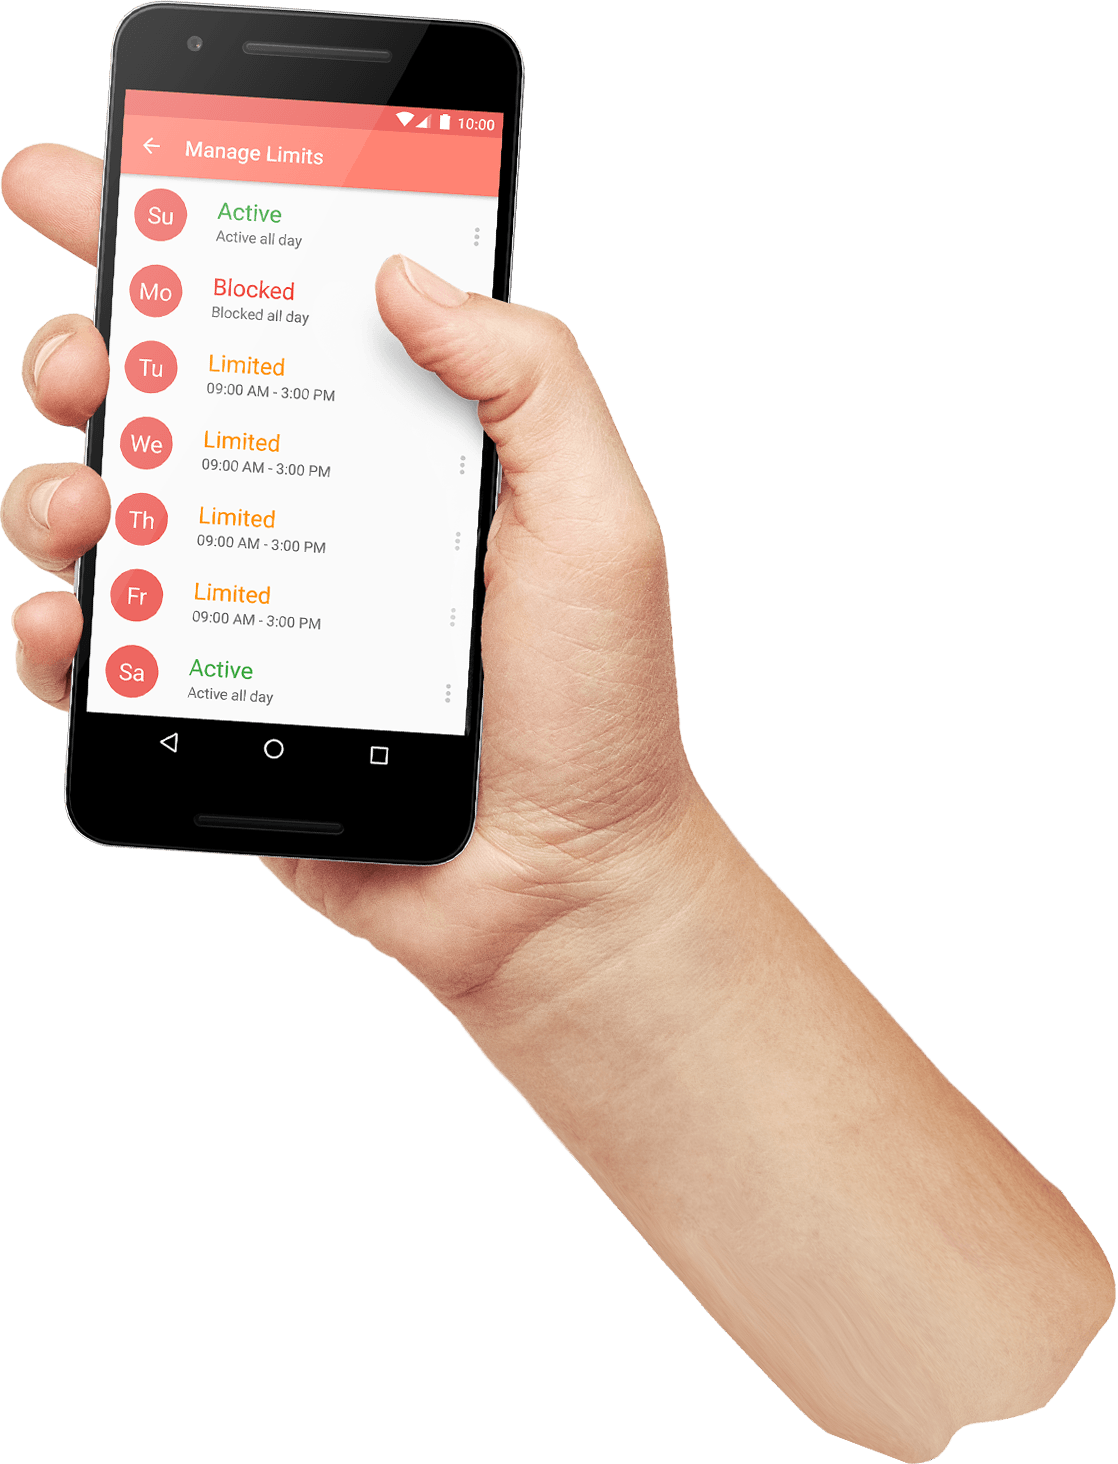 10:00
Manage Limits
Su
Active
Active all day
Mo
Blocked
Blocked all day
Tu
Limited
09:00 AM - 3:00 PM
We
Limited
09:00 AM - 3:00 PM
Th
Limited
09:00 AM - 3:00 PM
Fr
Limited
09:00 AM - 3:00 PM
Sa
Active
Active all day